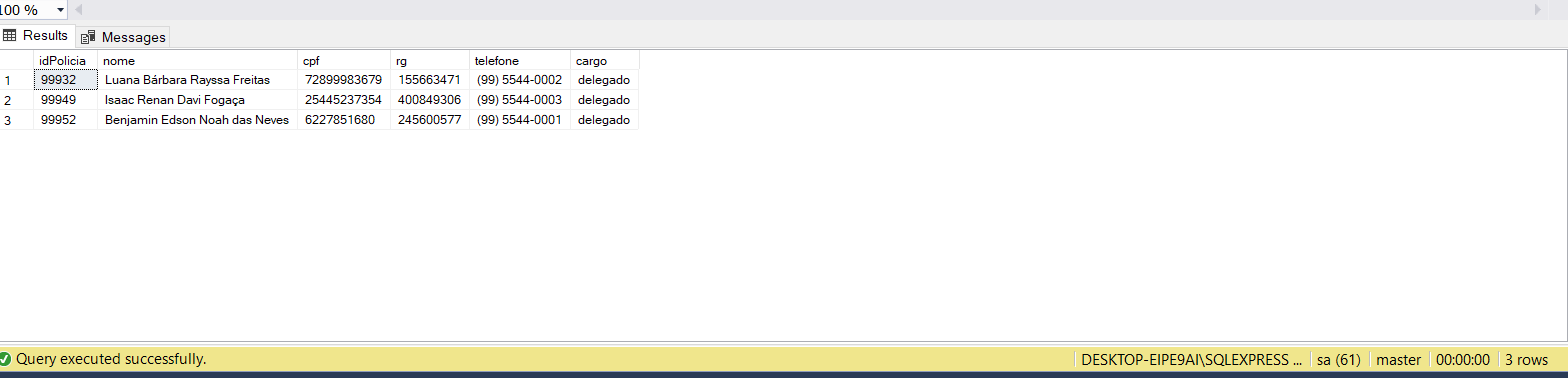 100 %
Results Messages
idPolicia nome cpf rg telefone cargo
1 99932 Luana Bárbara Rayssa Freitas 72899983679 155663471 (99) 5544-0002 delegado
2 99949 Isaac Renan Davi Fogaça 25445237354 400849306 (99) 5544-0003 delegado
3 99952 Benjamin Edson Noah das Neves 6227851680 245600577 (99) 5544-0001 delegado
Query executed successfully. DESKTOP-EIPE9AI\SQLEXPRESS ... sa (61) master 00:00:00 3 rows